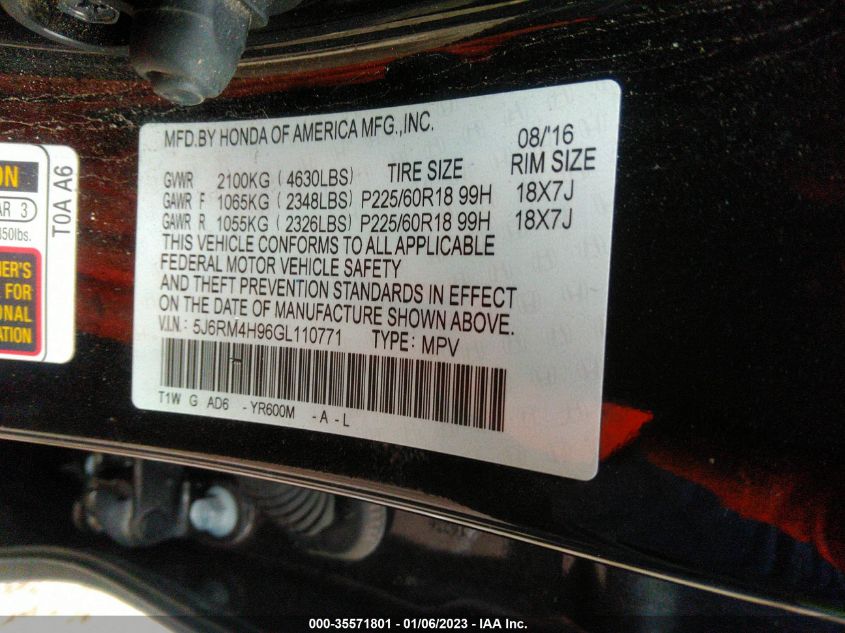 MFD.BY HONDA OF AMERICA MFG.,INC. 08/'16
TIRE SIZE RIM SIZE
GVWR 2100KG (4630LBS)
GAWR F 1065KG (2348LBS) P225/60R18 99H 18X7J
GAWR R 1055KG (2326LBS) P225/60R18 99H 18X7J
THIS VEHICLE CONFORMS TO ALL APPLICABLE
FEDERAL MOTOR VEHICLE SAFETY
AND THEFT PREVENTION STANDARDS IN EFFECT
ON THE DATE OF MANUFACTURE SHOWN ABOVE.
V.I.N.: 5J6RM4H96GL110771 TYPE: MPV
T1W G AD6 -YR600M -A-L
ON
AR 3
350lbs.
NER'S
FOR
ONAL
ATION
T0A A6
000-35571801 / 01/06/2023 - IAA Inc.